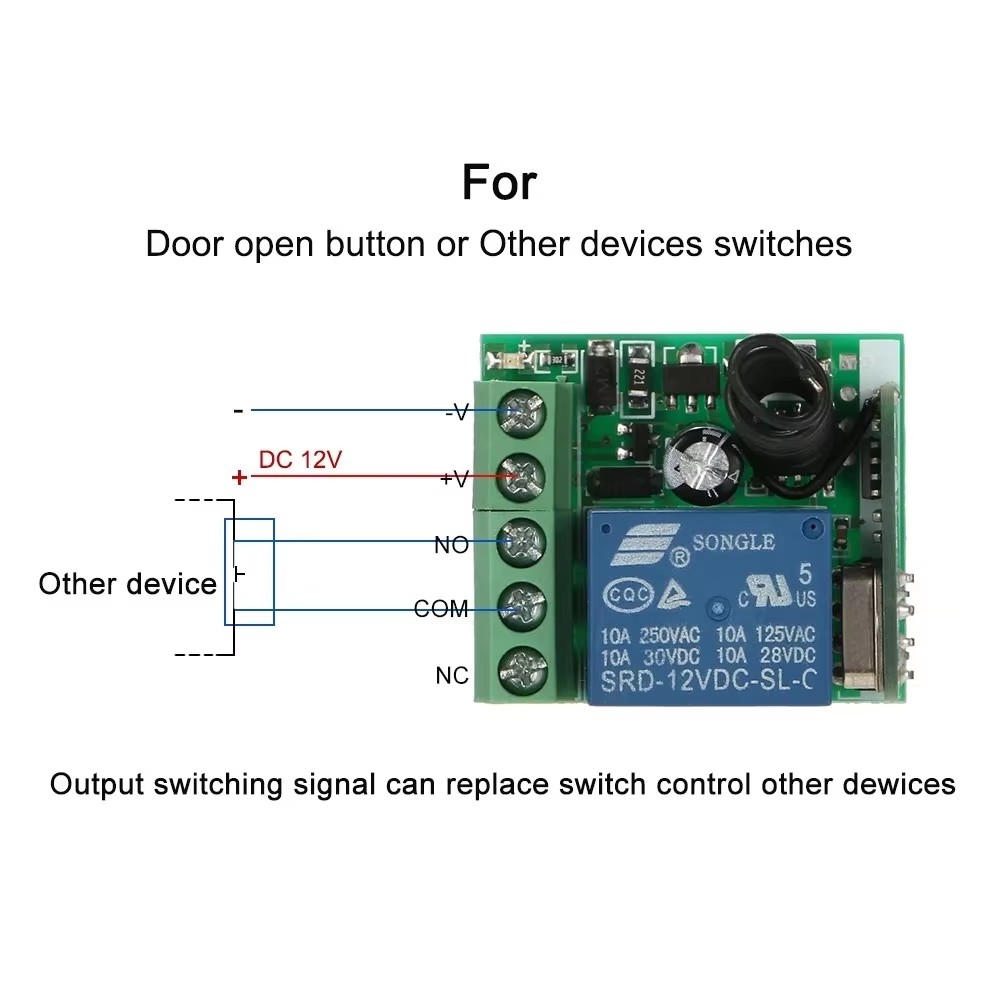 For
Door open button or Other devices switches
302
221
-
-V
+ DC 12V
+V
NO
Other device
COM
NC
SONGLE
®
CQC
C US
5
10A 250VAC 10A 125VAC
10A 30VDC 10A 28VDC
SRD-12VDC-SL-C
Output switching signal can replace switch control other dewices